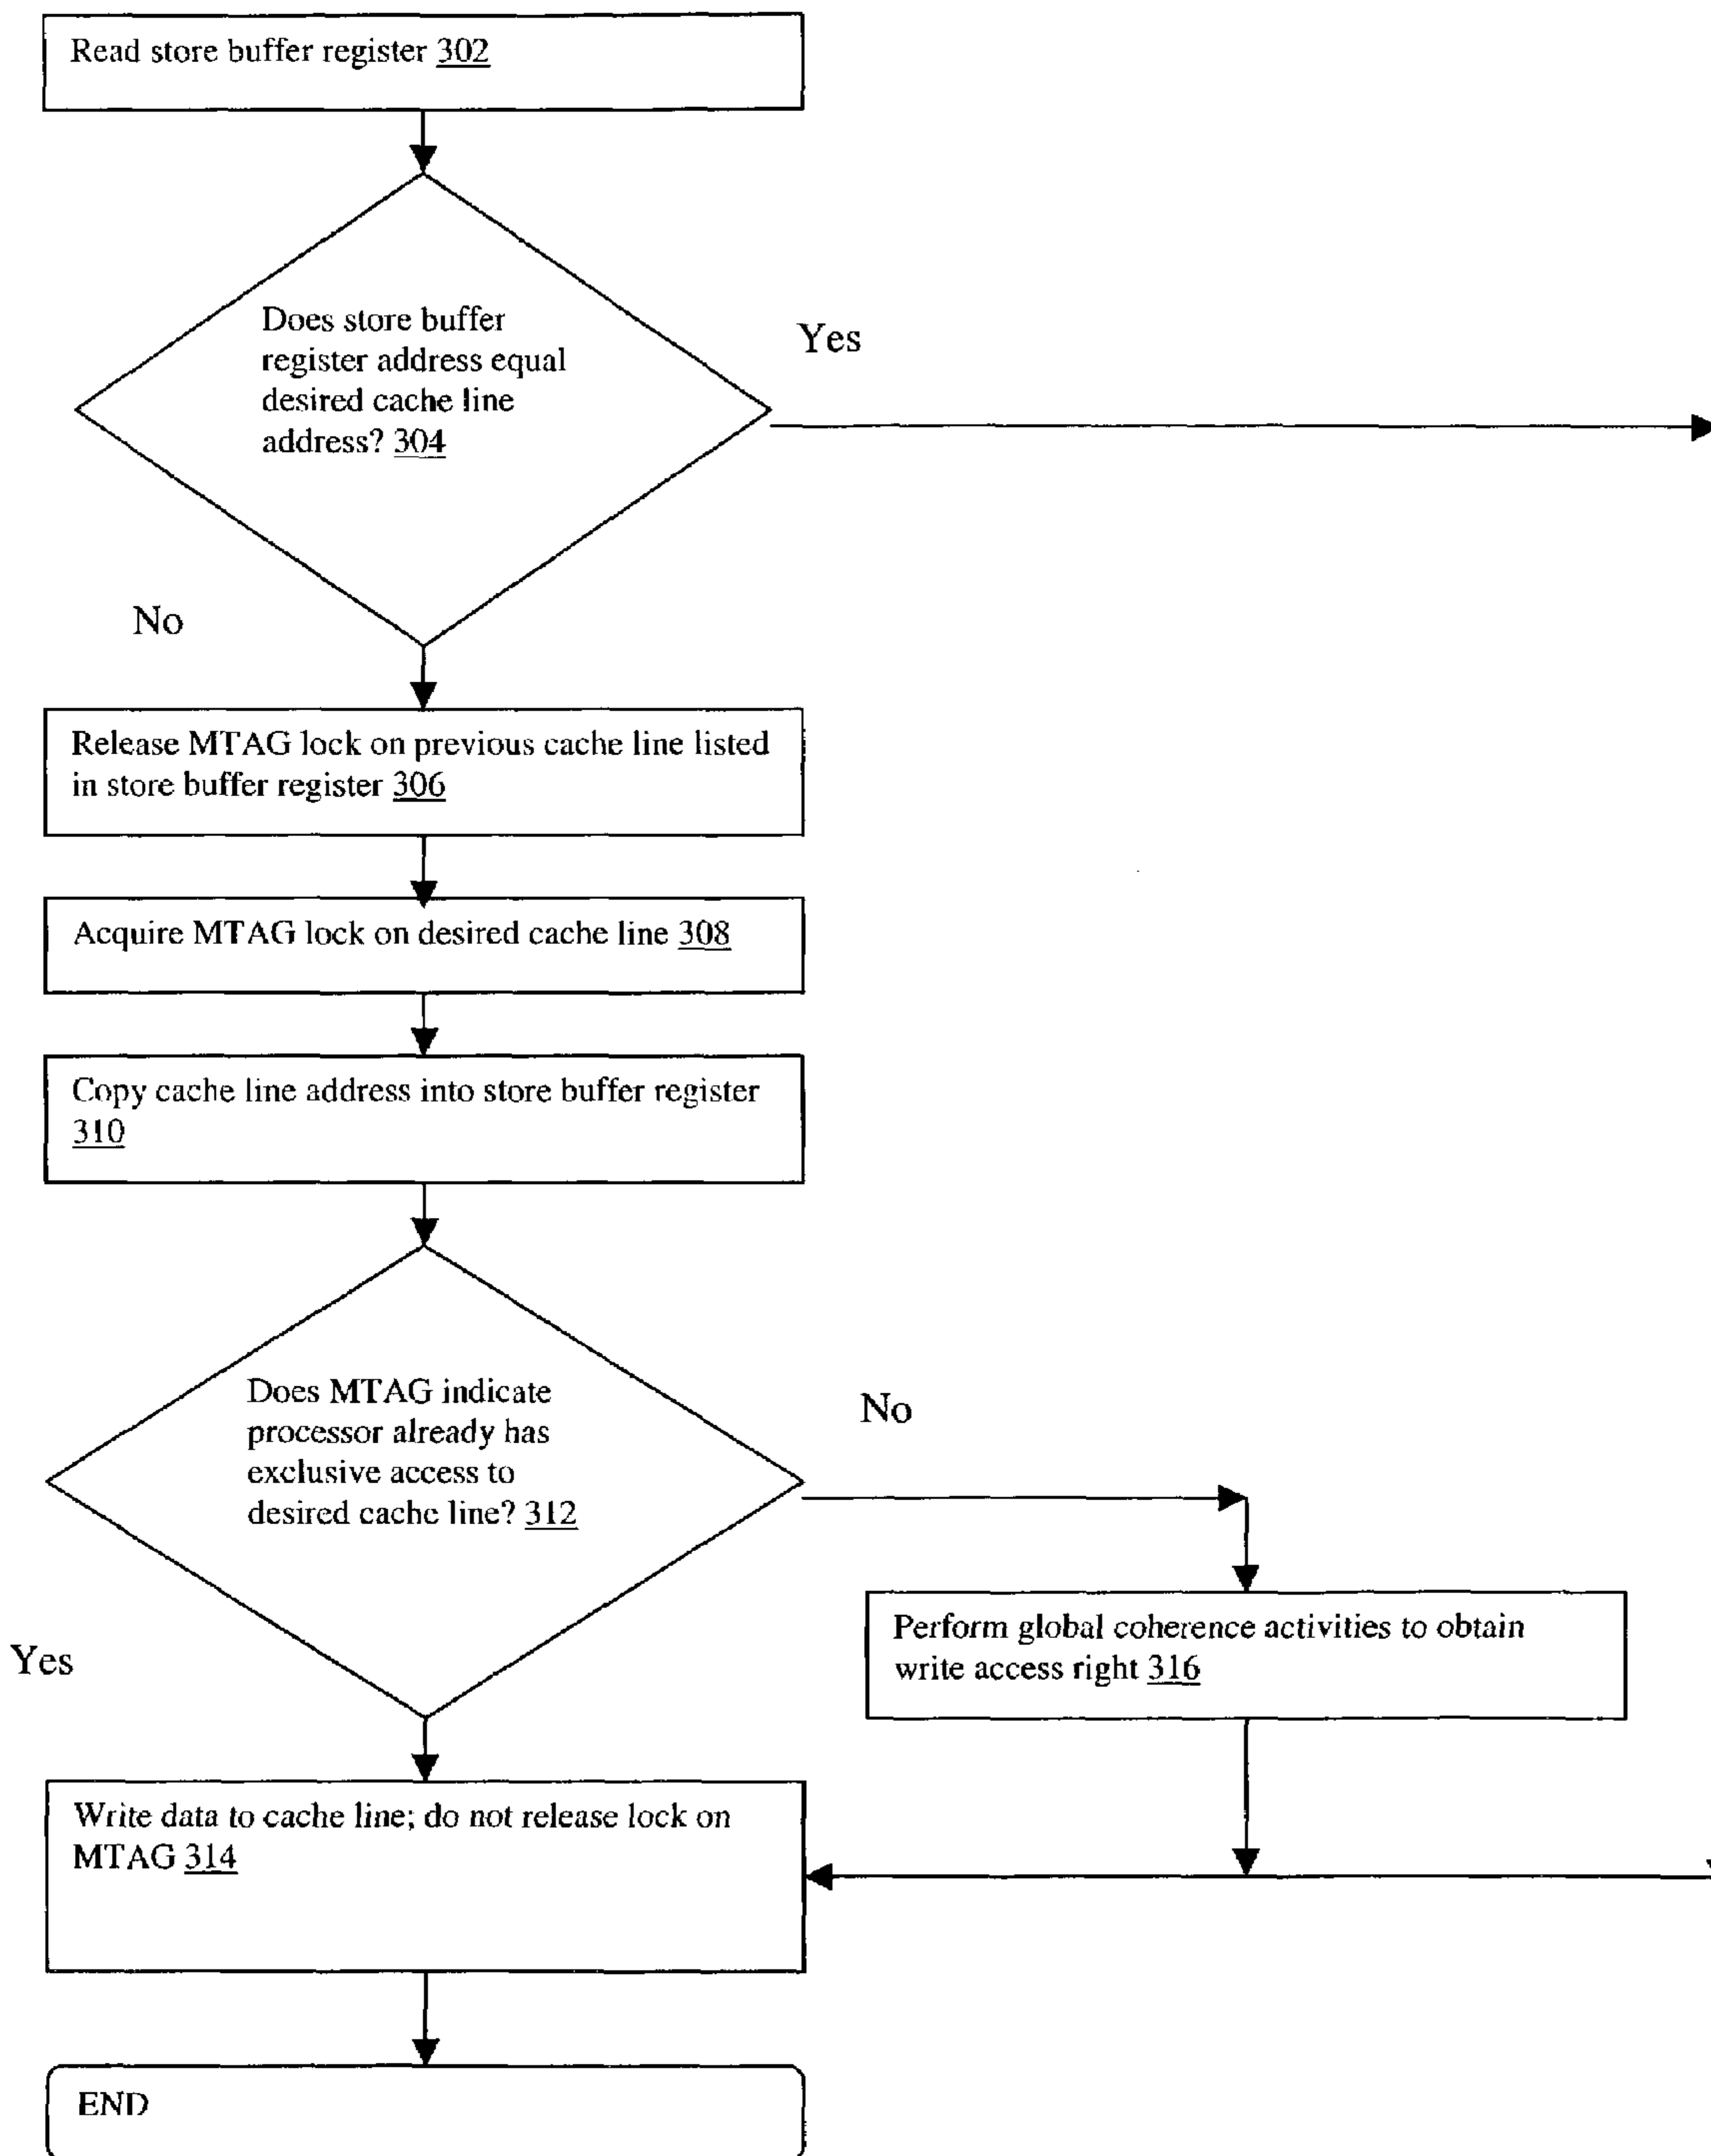 Read store buffer register 302
Does store buffer
register address equal
desired cache line
address? 304
Yes
No
Release MTAG lock on previous cache line listed
in store buffer register 306
Acquire MTAG lock on desired cache line 308
Copy cache line address into store buffer register
310
Does MTAG indicate
processor already has
exclusive access to
desired cache line? 312
No
Yes
Perform global coherence activities to obtain
write access right 316
Write data to cache line; do not release lock on
MTAG 314
END